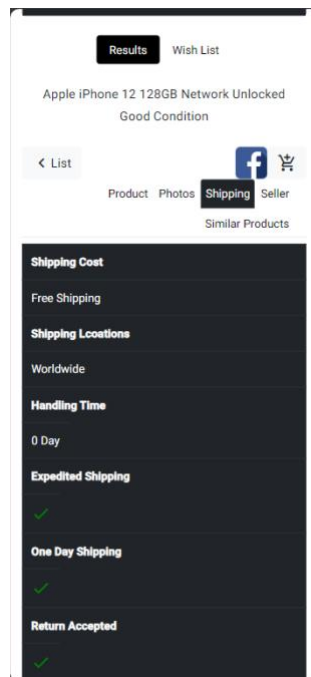 Results Wish List
Apple iPhone 12 128GB Network Unlocked
Good Condition
List
Product Photos Shipping Seller
Similar Products
Shipping Cost
Free Shipping
Shipping Lcoations
Worldwide
Handling Time
0 Day
Expedited Shipping
One Day Shipping
Return Accepted